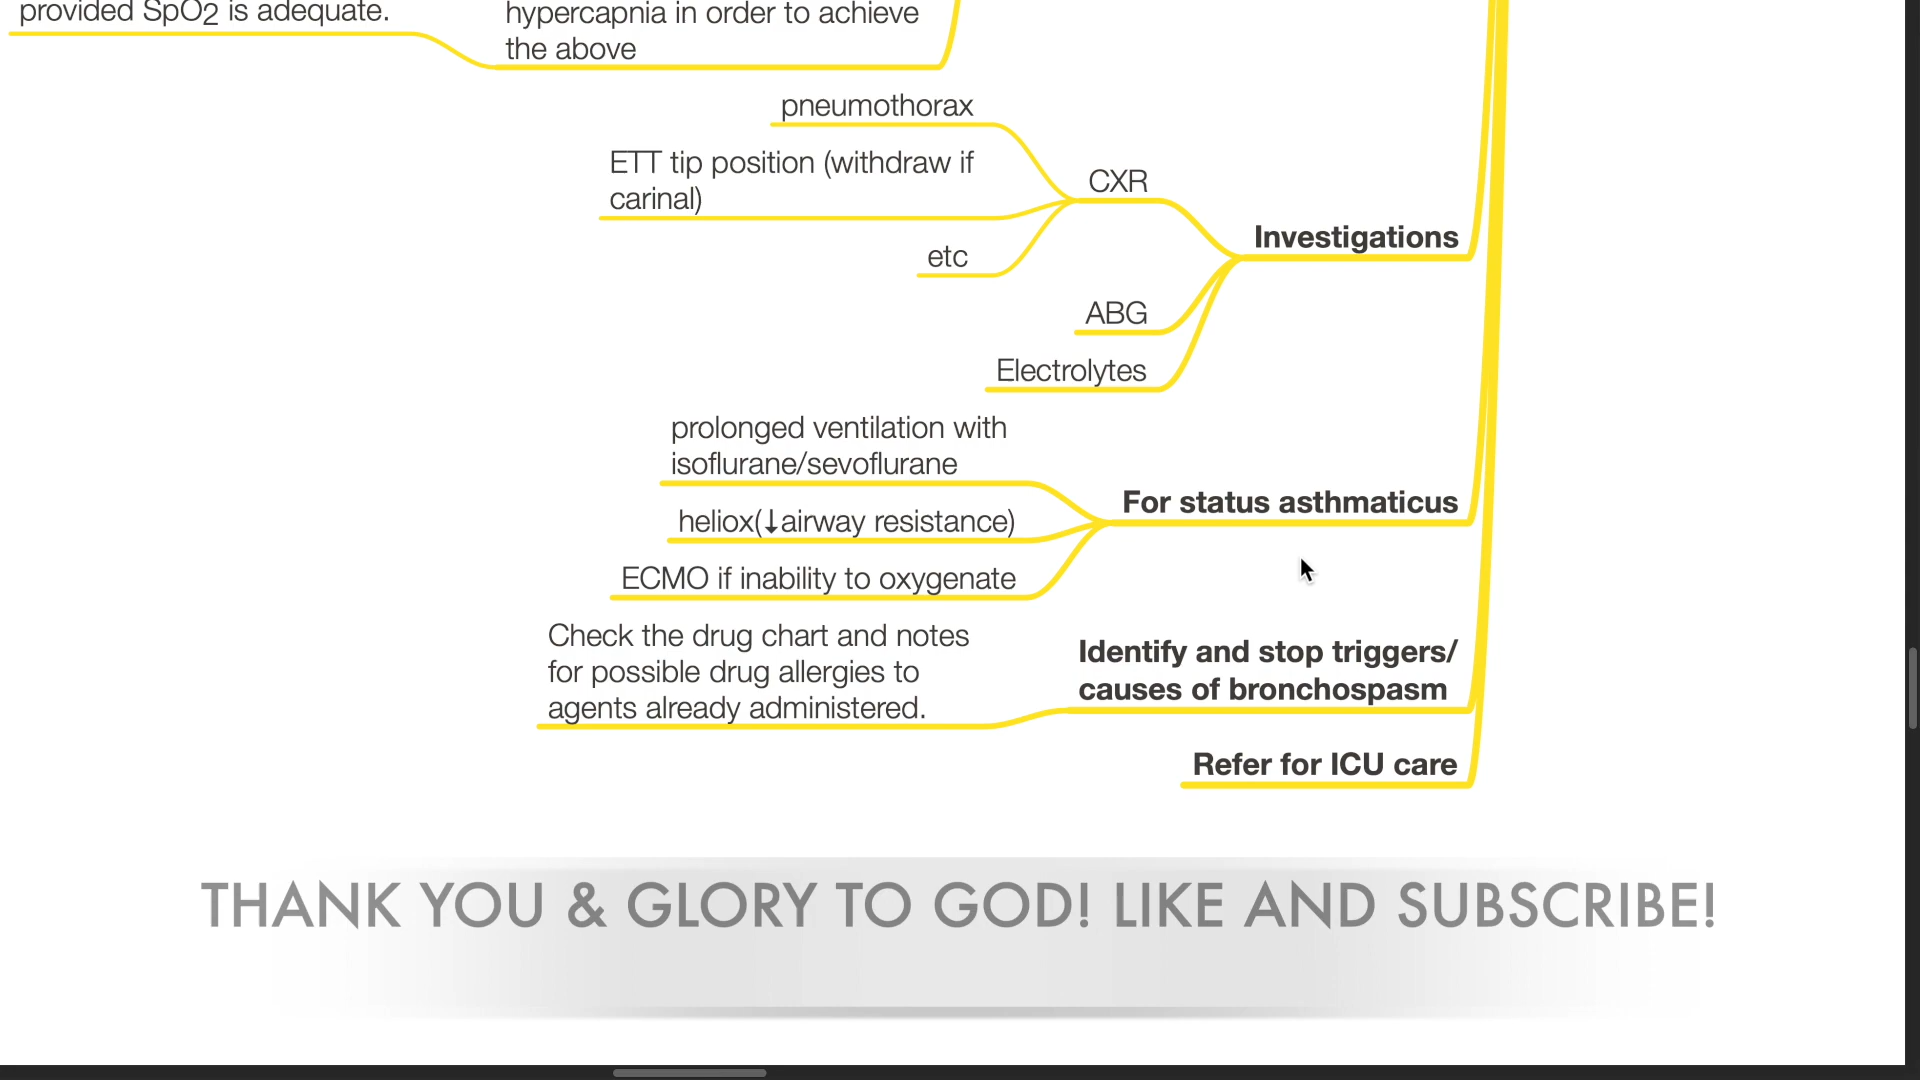 provided SpO2 is adequate.
hypercapnia in order to achieve
the above
pneumothorax
ETT tip position (withdraw if
carinal)
etc
CXR
ABG
Electrolytes
Investigations
prolonged ventilation with
isoflurane/sevoflurane
heliox(↓airway resistance)
ECMO if inability to oxygenate
For status asthmaticus
Check the drug chart and notes
for possible drug allergies to
agents already administered.
Identify and stop triggers/
causes of bronchospasm
Refer for ICU care
THANK YOU & GLORY TO GOD! LIKE AND SUBSCRIBE!